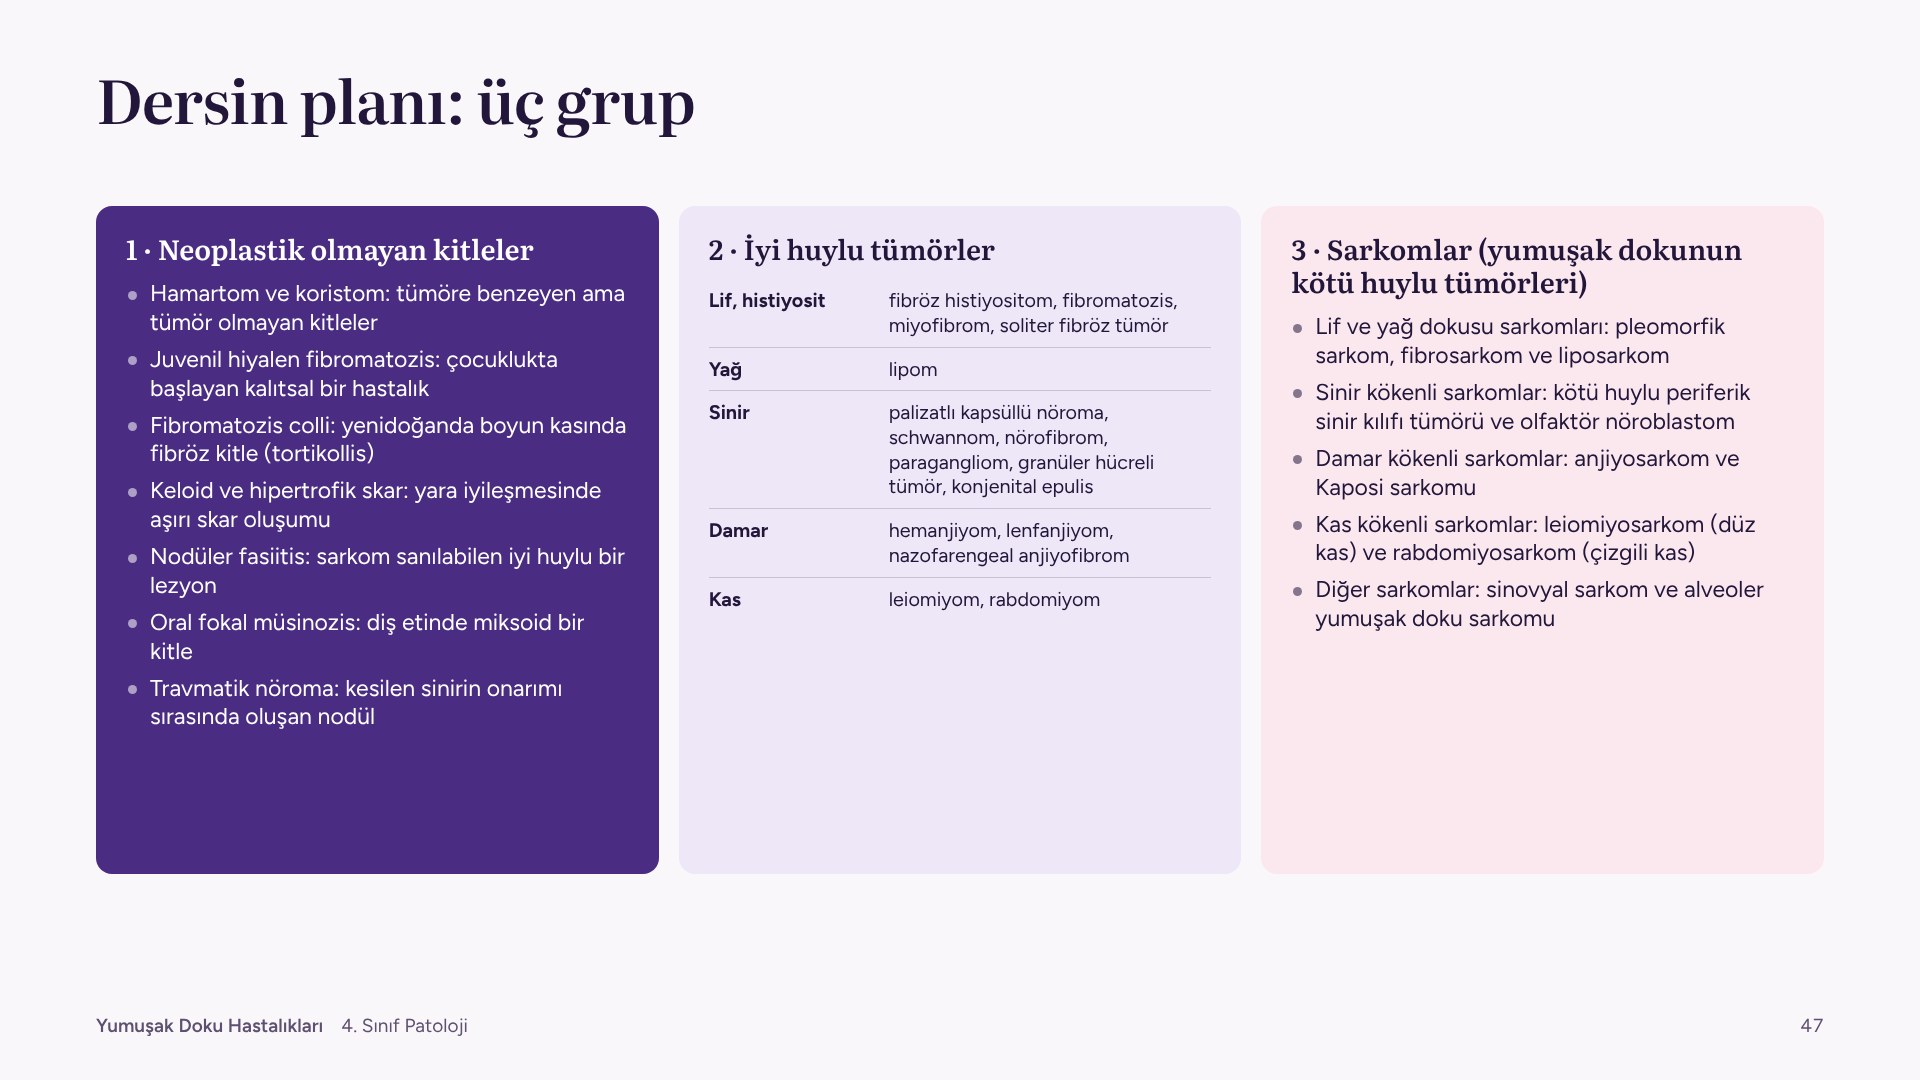 Dersin planı: üç grup
1 · Neoplastik olmayan kitleler
Hamartom ve koristom: tümöre benzeyen ama
tümör olmayan kitleler
Juvenil hiyalen fibromatozis: çocuklukta
başlayan kalıtsal bir hastalık
Fibromatozis colli: yenidoğanda boyun kasında
fibröz kitle (tortikollis)
Keloid ve hipertrofik skar: yara iyileşmesinde
aşırı skar oluşumu
Nodüler fasiitis: sarkom sanılabilen iyi huylu bir
lezyon
Oral fokal müsinozis: diş etinde miksoid bir
kitle
Travmatik nöroma: kesilen sinirin onarımı
sırasında oluşan nodül
2 · İyi huylu tümörler
Lif, histiyosit fibröz histiyositom, fibromatozis,
miyofibrom, soliter fibröz tümör
Yağ lipom
Sinir palizatlı kapsüllü nöroma,
schwannom, nörofibrom,
paragangliom, granüler hücreli
tümör, konjenital epulis
Damar hemanjiyom, lenfanjiyom,
nazofarengeal anjiyofibrom
Kas leiomiyom, rabdomiyom
3 · Sarkomlar (yumuşak dokunun
kötü huylu tümörleri)
Lif ve yağ dokusu sarkomları: pleomorfik
sarkom, fibrosarkom ve liposarkom
Sinir kökenli sarkomlar: kötü huylu periferik
sinir kılıfı tümörü ve olfaktör nöroblastom
Damar kökenli sarkomlar: anjiyosarkom ve
Kaposi sarkomu
Kas kökenli sarkomlar: leiomiyosarkom (düz
kas) ve rabdomiyosarkom (çizgili kas)
Diğer sarkomlar: sinovyal sarkom ve alveoler
yumuşak doku sarkomu
Yumuşak Doku Hastalıkları 4. Sınıf Patoloji
47